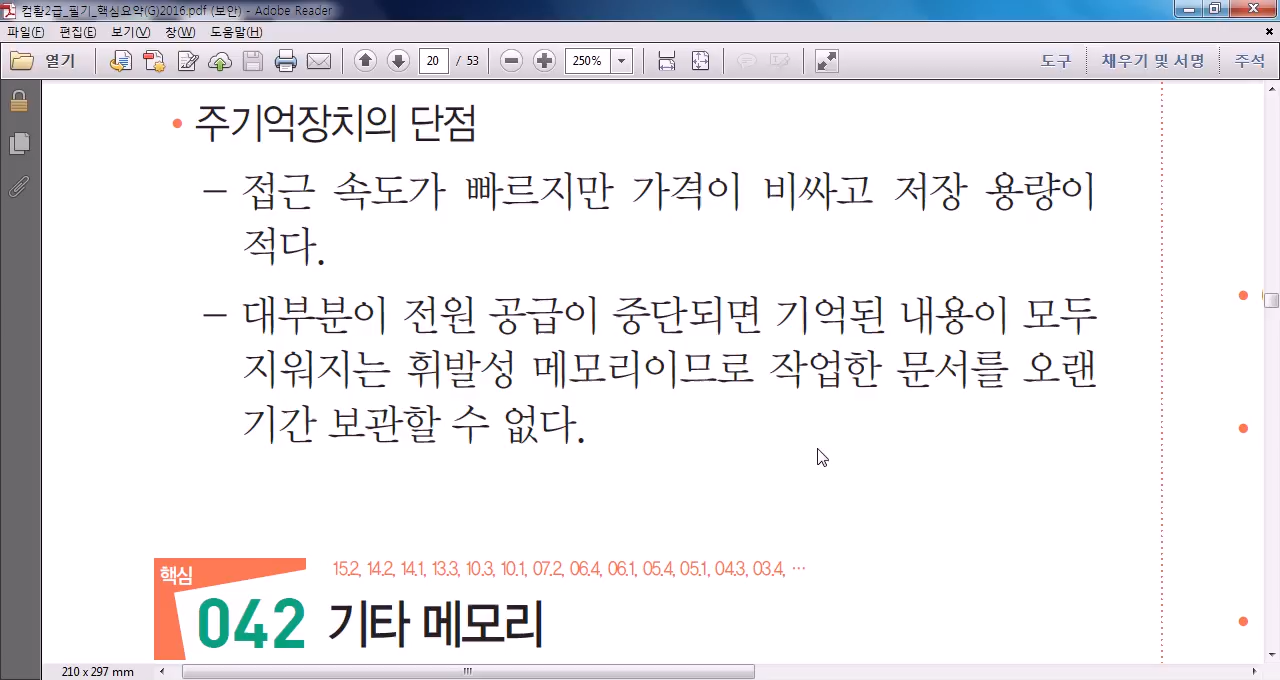 컴활2급_필기_핵심요약(G)2016.pdf (보안) - Adobe Reader
파일(F) 편집(E) 보기(V) 창(W) 도움말(H)
열기 20 / 53 250% 도구 채우기 및 서명 주석
• 주기억장치의 단점
– 접근 속도가 빠르지만 가격이 비싸고 저장 용량이
적다.
– 대부분이 전원 공급이 중단되면 기억된 내용이 모두
지워지는 휘발성 메모리이므로 작업한 문서를 오랜
기간 보관할 수 없다.
15.2, 14.2, 14.1, 13.3, 10.3, 10.1, 07.2, 06.4, 06.1, 05.4, 05.1, 04.3, 03.4, …
핵심
042 기타 메모리
210 x 297 mm